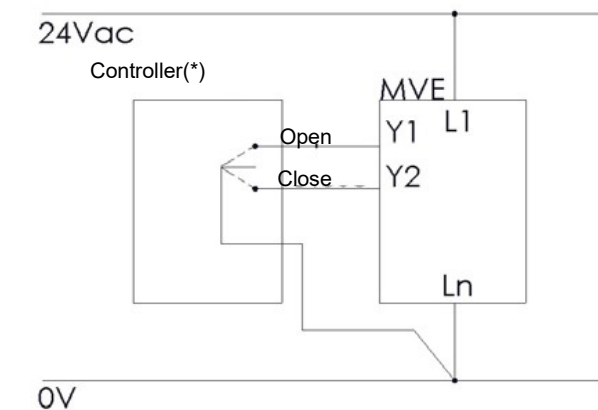 24Vac
Controller(*)
MVE
Open
Y1
L1
Close
Y2
Ln
0V